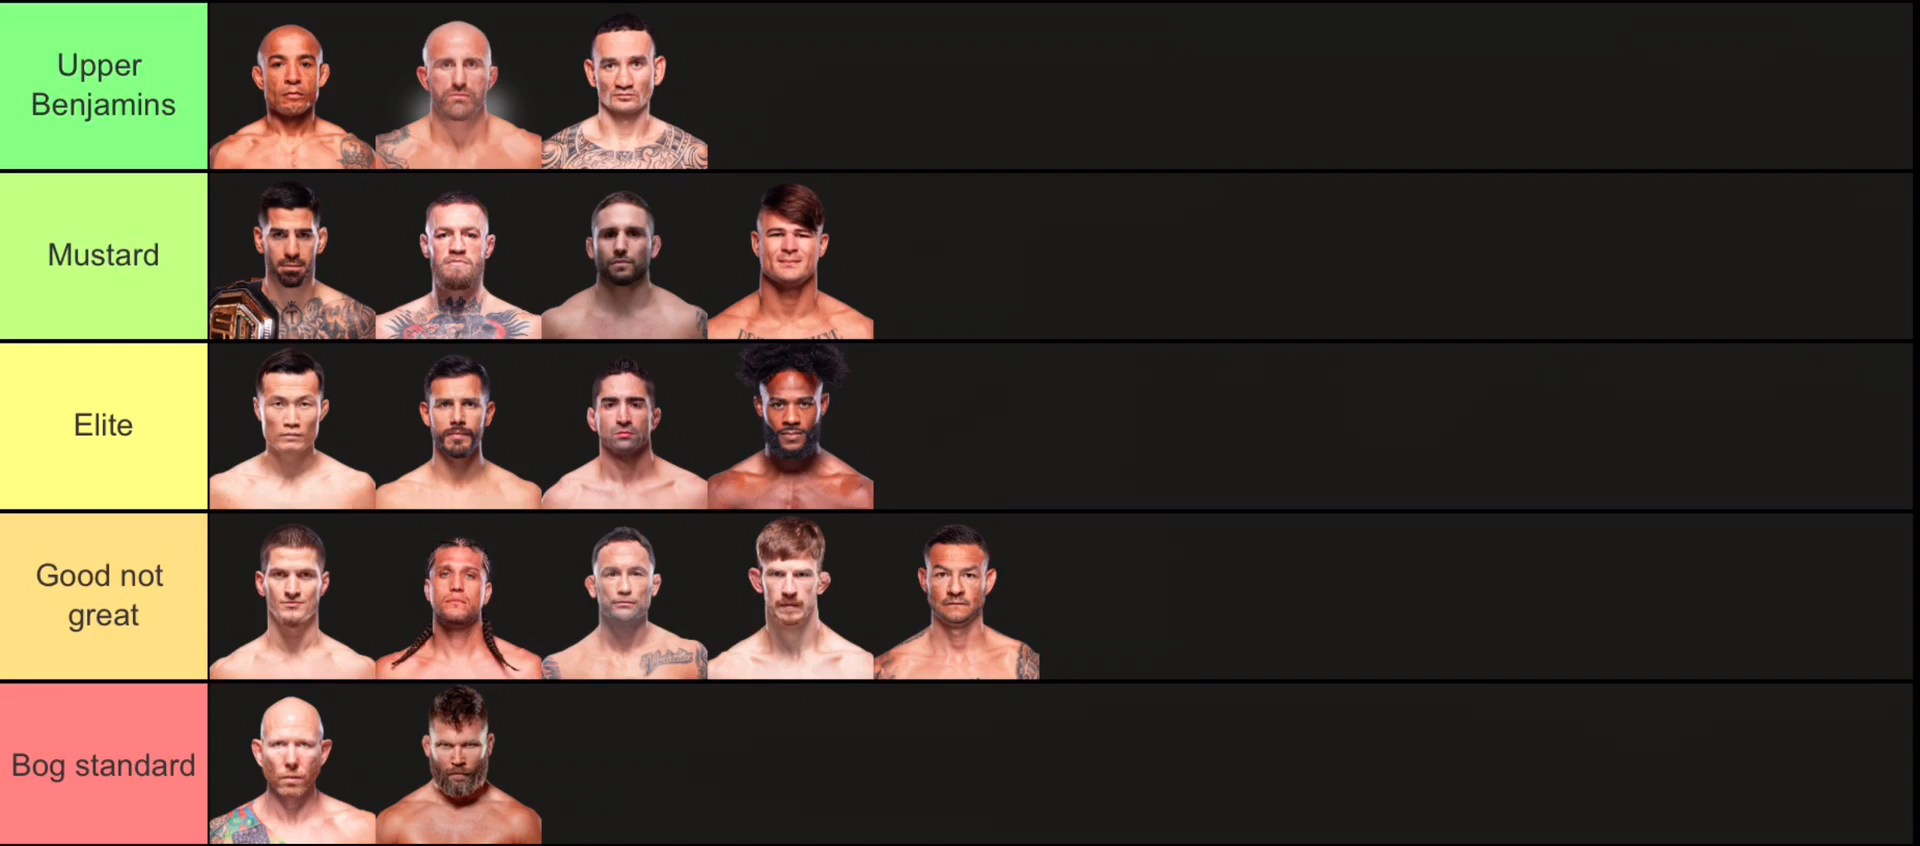 Upper
Benjamins
Mustard
Elite
Good not
great
Bog standard